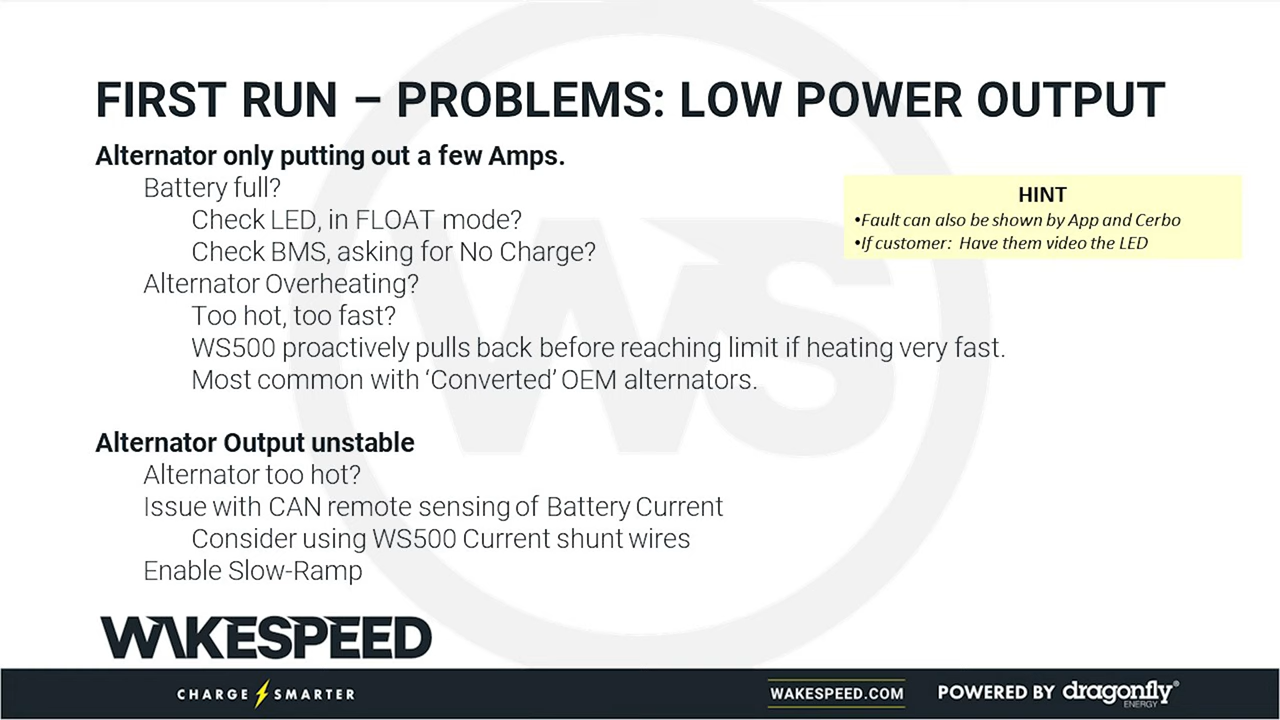 FIRST RUN – PROBLEMS: LOW POWER OUTPUT
Alternator only putting out a few Amps.
Battery full?
Check LED, in FLOAT mode?
Check BMS, asking for No Charge?
Alternator Overheating?
Too hot, too fast?
WS500 proactively pulls back before reaching limit if heating very fast.
Most common with ‘Converted’ OEM alternators.
HINT
•Fault can also be shown by App and Cerbo
•If customer: Have them video the LED
Alternator Output unstable
Alternator too hot?
Issue with CAN remote sensing of Battery Current
Consider using WS500 Current shunt wires
Enable Slow-Ramp
WS
WAKESPEED
CHARGE SMARTER
WAKESPEED.COM
POWERED BY dragonfly®
ENERGY